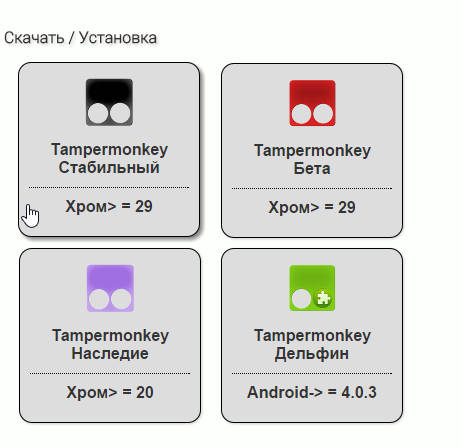 Скачать / Установка
Tampermonkey
Стабильный
Хром> = 29
Tampermonkey
Бета
Хром> = 29
Tampermonkey
Наследие
Хром> = 20
Tampermonkey
Дельфин
Android-> = 4.0.3